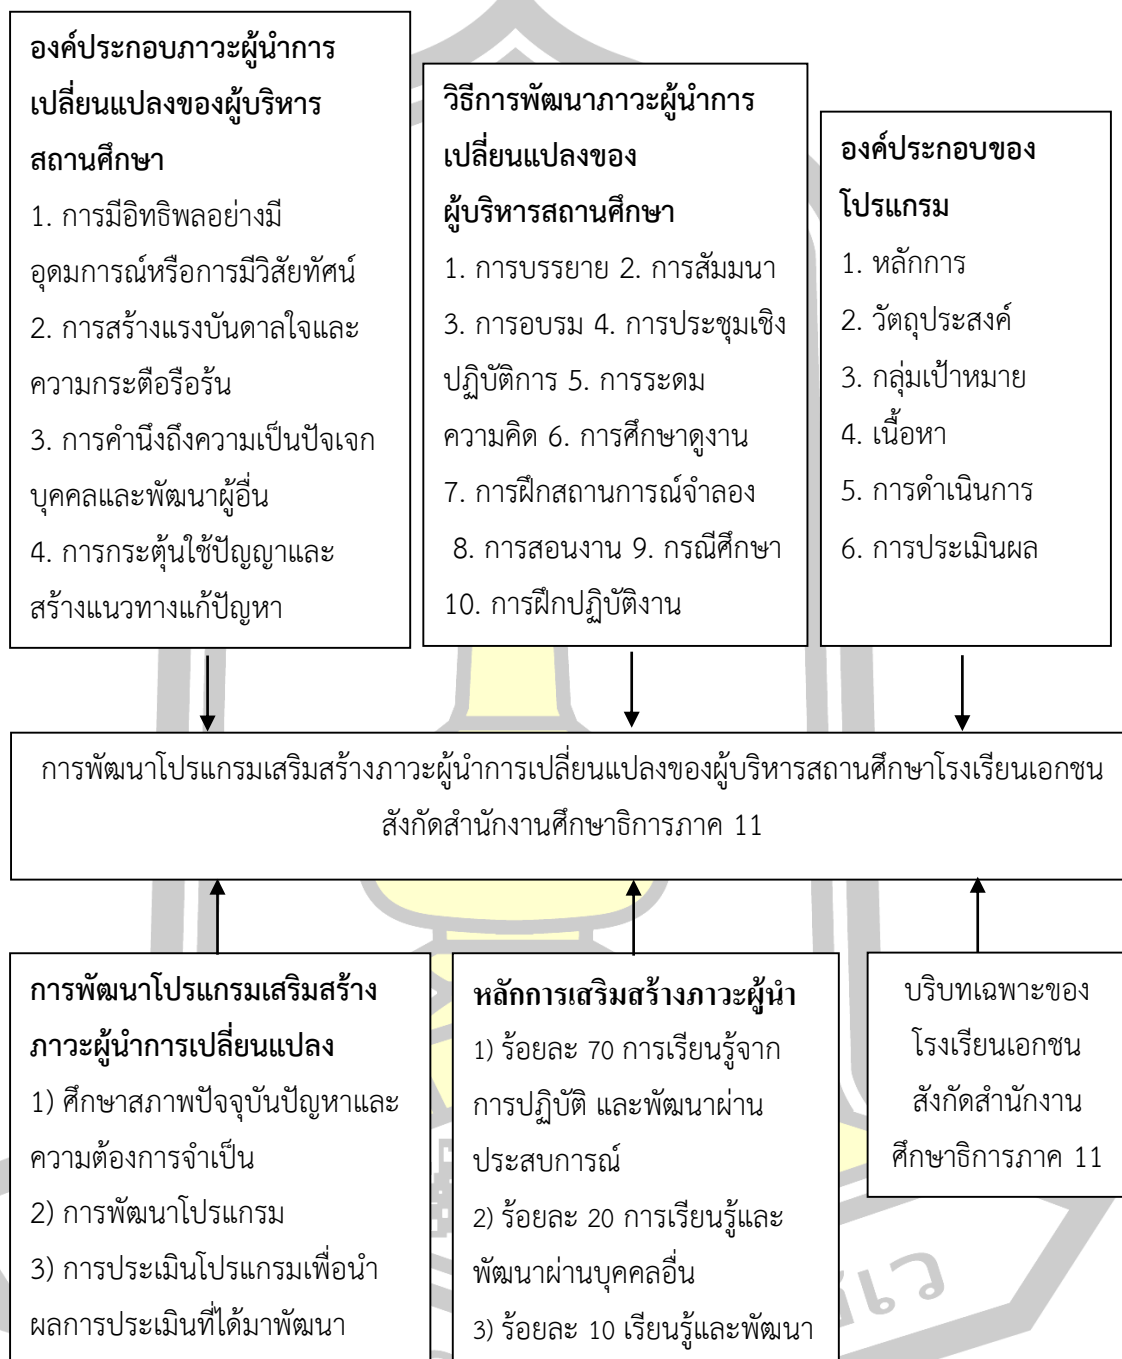 องค์ประกอบภาวะผู้นำการ
เปลี่ยนแปลงของผู้บริหาร
สถานศึกษา
1. การมีอิทธิพลอย่างมี
อุดมการณ์หรือการมีวิสัยทัศน์
2. การสร้างแรงบันดาลใจและ
ความกระตือรือร้น
3. การคำนึงถึงความเป็นปัจเจก
บุคคลและพัฒนาผู้อื่น
4. การกระตุ้นใช้ปัญญาและ
สร้างแนวทางแก้ปัญหา
วิธีการพัฒนาภาวะผู้นำการ
เปลี่ยนแปลงของ
ผู้บริหารสถานศึกษา
1. การบรรยาย 2. การสัมมนา
3. การอบรม 4. การประชุมเชิง
ปฏิบัติการ 5. การระดม
ความคิด 6. การศึกษาดูงาน
7. การฝึกสถานการณ์จำลอง
8. การสอนงาน 9. กรณีศึกษา
10. การฝึกปฏิบัติงาน
องค์ประกอบของ
โปรแกรม
1. หลักการ
2. วัตถุประสงค์
3. กลุ่มเป้าหมาย
4. เนื้อหา
5. การดำเนินการ
6. การประเมินผล
การพัฒนาโปรแกรมเสริมสร้างภาวะผู้นำการเปลี่ยนแปลงของผู้บริหารสถานศึกษาโรงเรียนเอกชน
สังกัดสำนักงานศึกษาธิการภาค 11
การพัฒนาโปรแกรมเสริมสร้าง
ภาวะผู้นำการเปลี่ยนแปลง
1) ศึกษาสภาพปัจจุบันปัญหาและ
ความต้องการจำเป็น
2) การพัฒนาโปรแกรม
3) การประเมินโปรแกรมเพื่อนำ
ผลการประเมินที่ได้มาพัฒนา
หลักการเสริมสร้างภาวะผู้นำ
1) ร้อยละ 70 การเรียนรู้จาก
การปฏิบัติ และพัฒนาผ่าน
ประสบการณ์
2) ร้อยละ 20 การเรียนรู้และ
พัฒนาผ่านบุคคลอื่น
3) ร้อยละ 10 เรียนรู้และพัฒนา
บริบทเฉพาะของ
โรงเรียนเอกชน
สังกัดสำนักงาน
ศึกษาธิการภาค 11